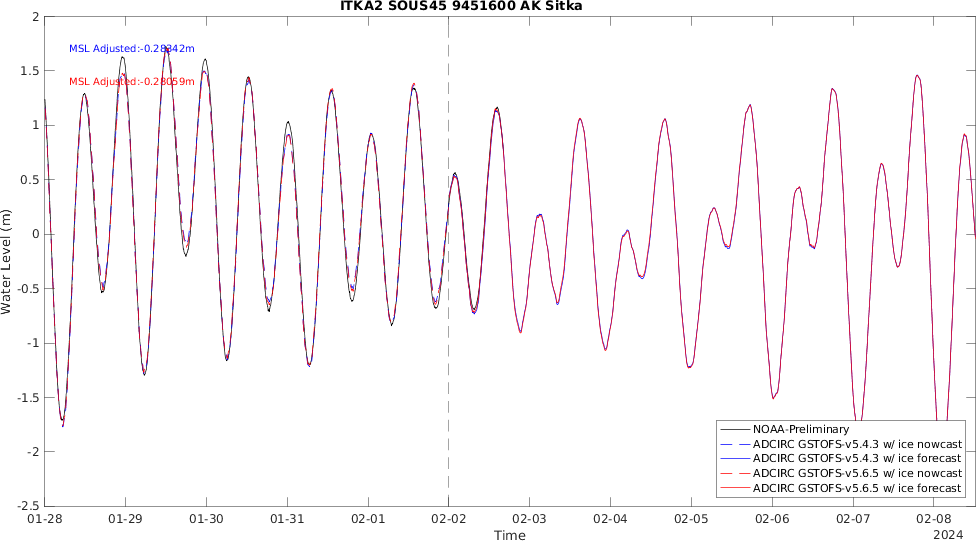 ITKA2 SOUS45 9451600 AK Sitka
MSL Adjusted:-0.28342m
MSL Adjusted:-0.28059m
2
1.5
1
0.5
0
-0.5
-1
-1.5
-2
-2.5
Water Level (m)
NOAA-Preliminary
ADCIRC GSTOFS-v5.4.3 w/ ice nowcast
ADCIRC GSTOFS-v5.4.3 w/ ice forecast
ADCIRC GSTOFS-v5.6.5 w/ ice nowcast
ADCIRC GSTOFS-v5.6.5 w/ ice forecast
01-28 01-29 01-30 01-31 02-01 02-02 02-03 02-04 02-05 02-06 02-07 02-08
Time
2024